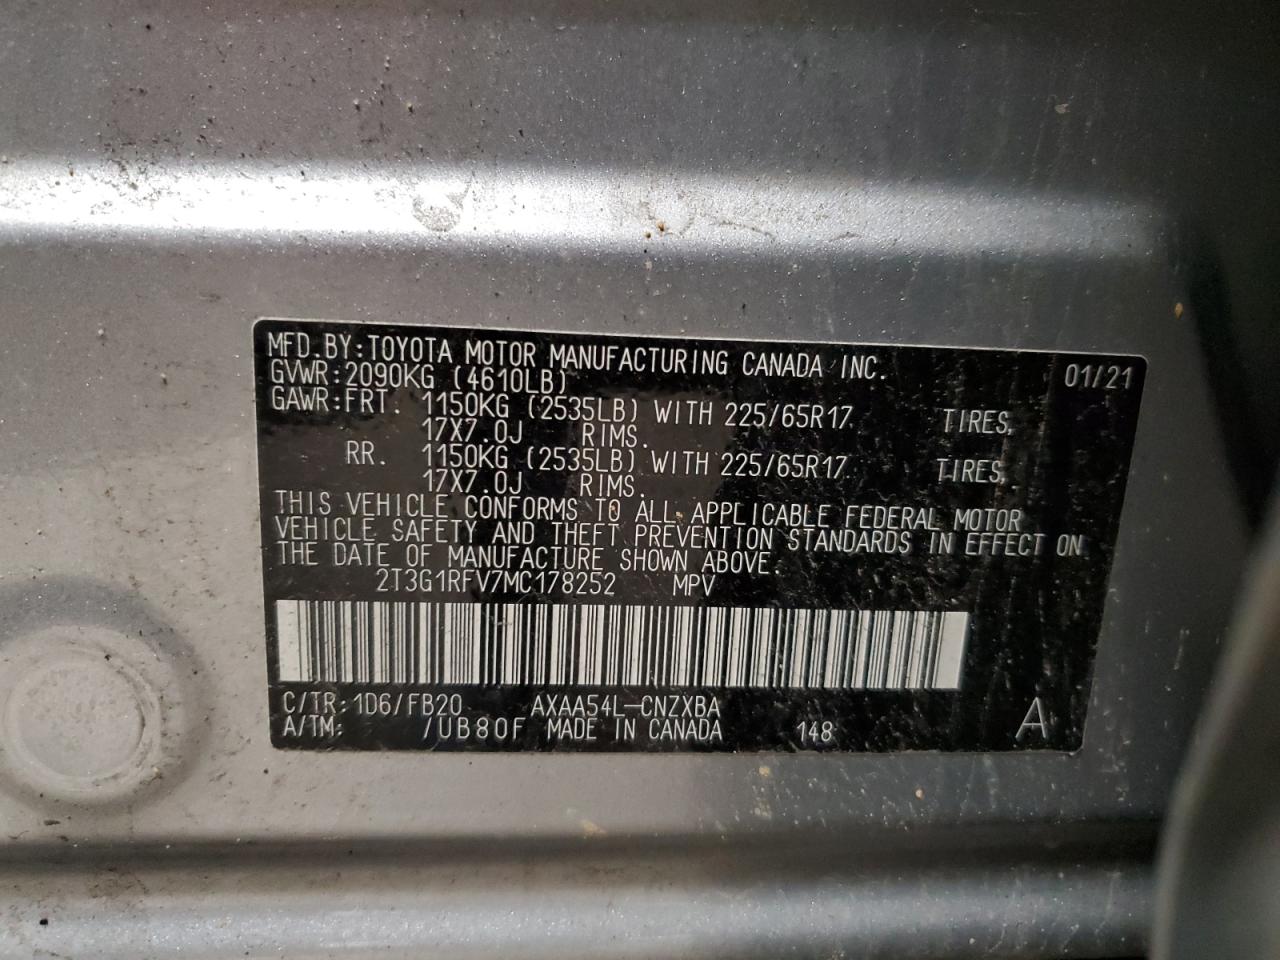 MFD.BY:TOYOTA MOTOR MANUFACTURING CANADA INC. 01/21
GVWR:2090KG (4610LB)
GAWR:FRT. 1150KG (2535LB) WITH 225/65R17 TIRES,
17X7.0J RIMS.
RR. 1150KG (2535LB) WITH 225/65R17 TIRES,
17X7.0J RIMS.
THIS VEHICLE CONFORMS TO ALL APPLICABLE FEDERAL MOTOR
VEHICLE SAFETY AND THEFT PREVENTION STANDARDS IN EFFECT ON
THE DATE OF MANUFACTURE SHOWN ABOVE.
2T3G1RFV7MC178252 MPV
C/TR:1D6/FB20 AXAA54L-CNZXBA
A/TM: /UB80F MADE IN CANADA 148 A